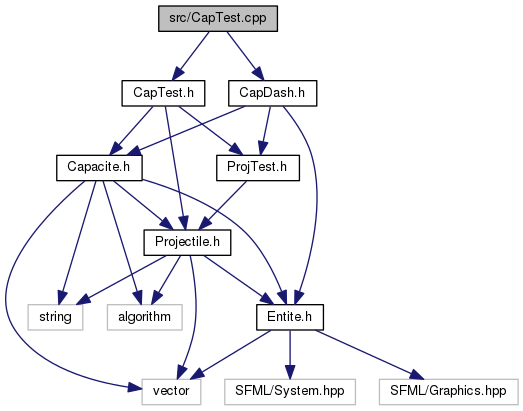 src/CapTest.cpp
CapTest.h
CapDash.h
Capacite.h
ProjTest.h
Projectile.h
string
algorithm
Entite.h
vector
SFML/System.hpp
SFML/Graphics.hpp